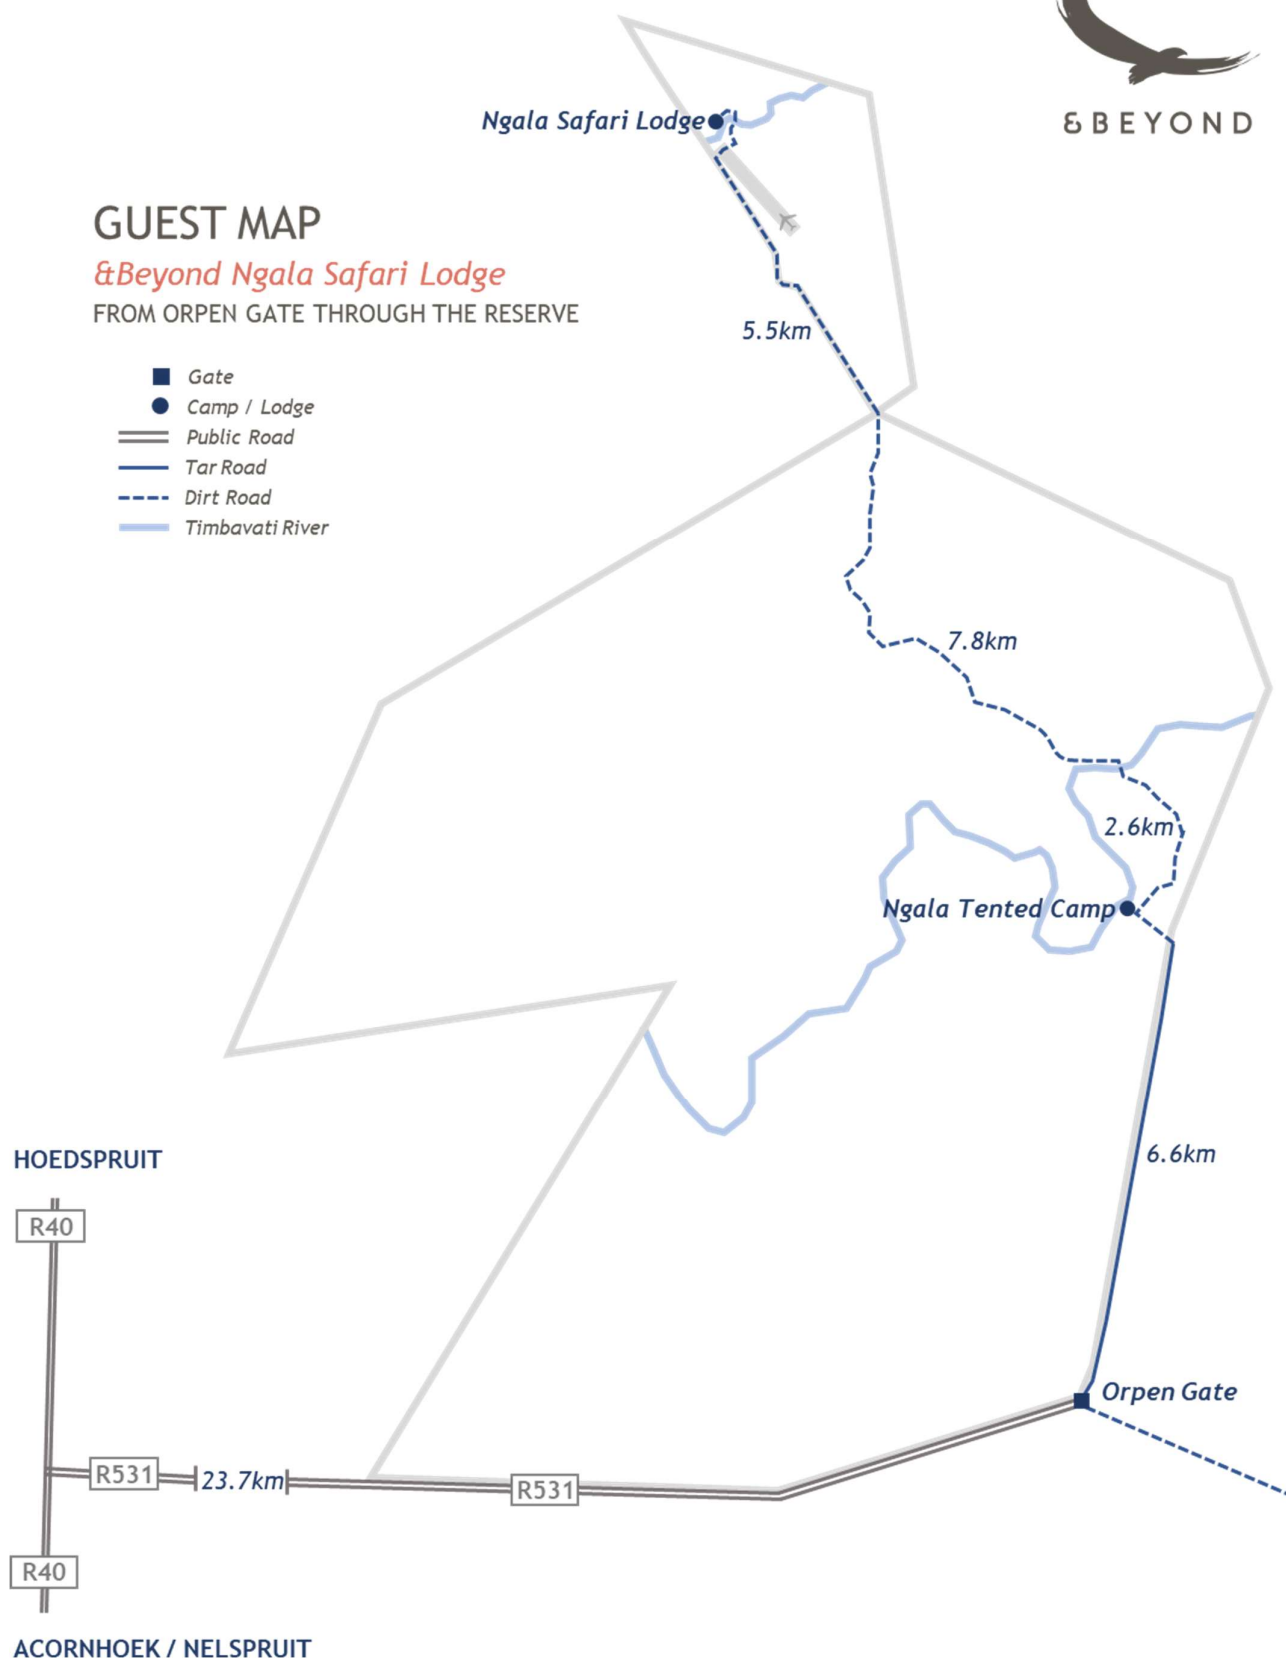 &BEYOND
Ngala Safari Lodge
GUEST MAP
&Beyond Ngala Safari Lodge
FROM ORPEN GATE THROUGH THE RESERVE
5.5km
Gate
Camp / Lodge
Public Road
Tar Road
Dirt Road
Timbavati River
7.8km
2.6km
Ngala Tented Camp
6.6km
HOEDSPRUIT
R40
Orpen Gate
R531
23.7km
R531
R40
ACORNHOEK / NELSPRUIT